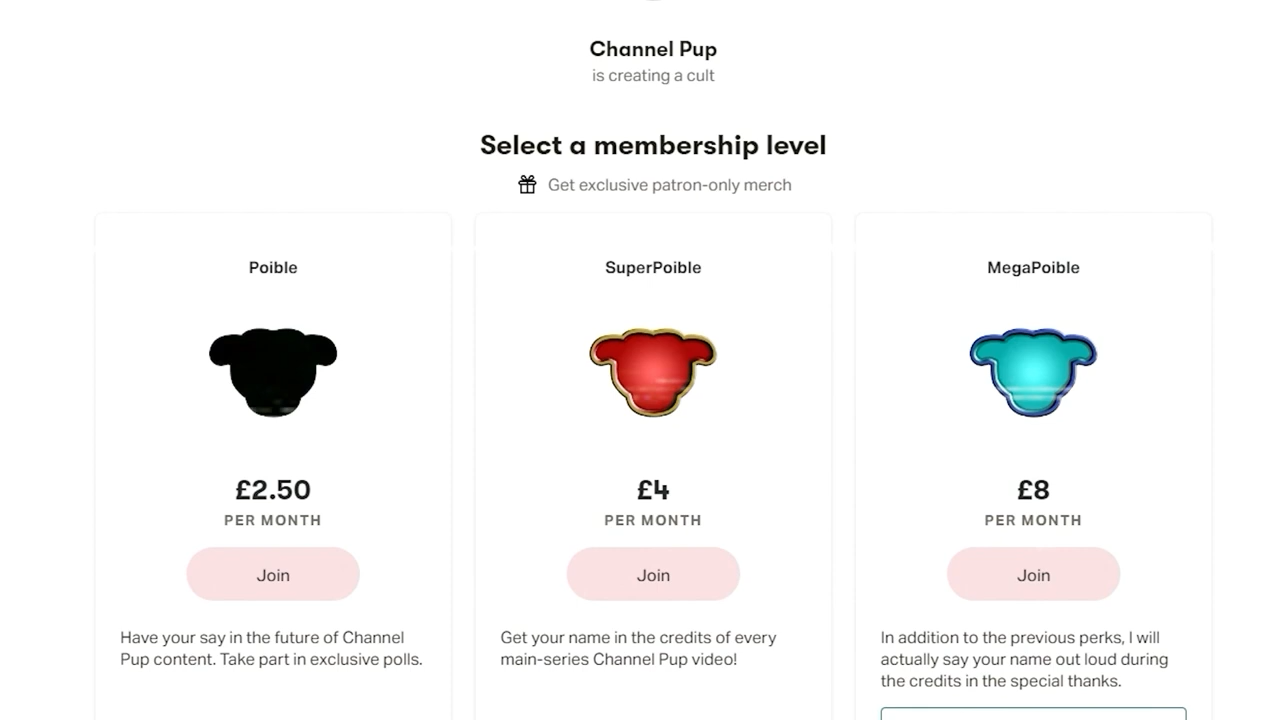 Channel Pup
is creating a cult
Select a membership level
Get exclusive patron-only merch
Poible
£2.50
PER MONTH
Join
Have your say in the future of Channel
Pup content. Take part in exclusive polls.
SuperPoible
£4
PER MONTH
Join
Get your name in the credits of every
main-series Channel Pup video!
MegaPoible
£8
PER MONTH
Join
In addition to the previous perks, I will
actually say your name out loud during
the credits in the special thanks.